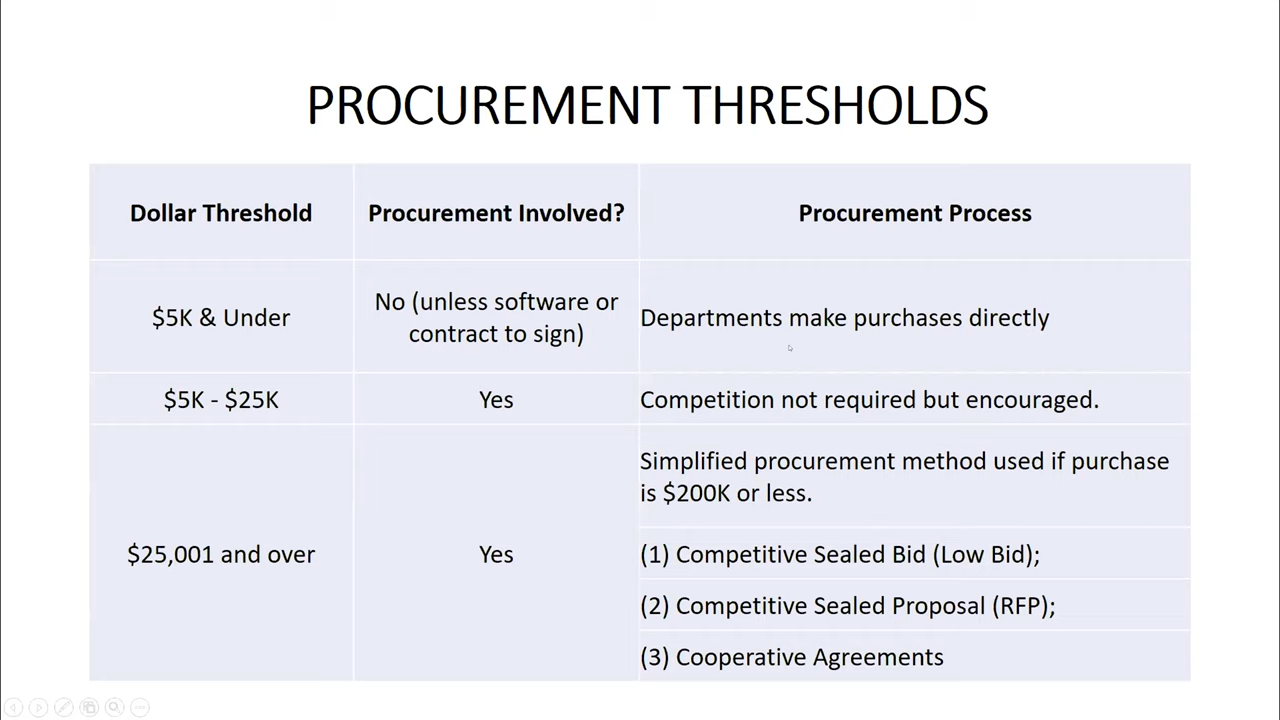 PROCUREMENT THRESHOLDS
Dollar Threshold
Procurement Involved?
Procurement Process
$5K & Under
No (unless software or
contract to sign)
Departments make purchases directly
$5K - $25K
Yes
Competition not required but encouraged.
$25,001 and over
Yes
Simplified procurement method used if purchase
is $200K or less.
(1) Competitive Sealed Bid (Low Bid);
(2) Competitive Sealed Proposal (RFP);
(3) Cooperative Agreements